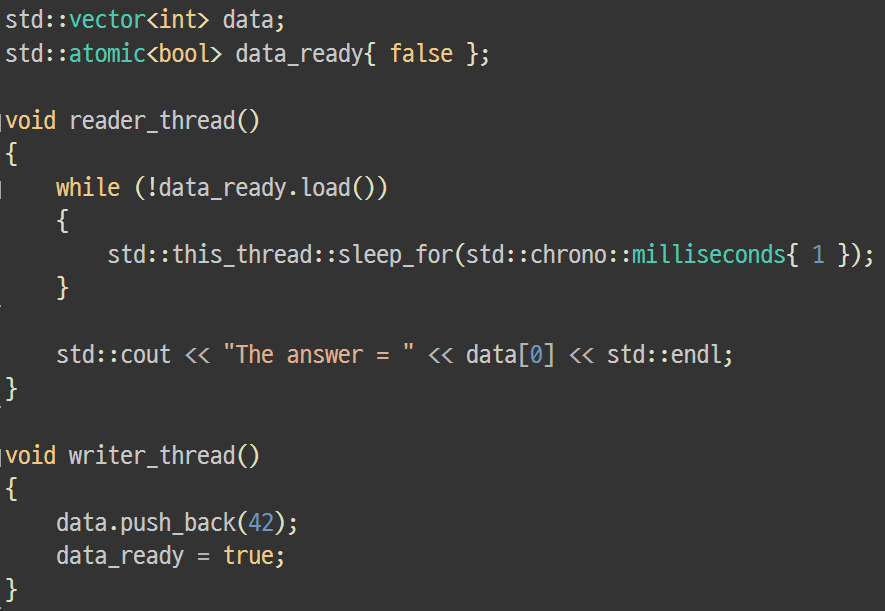 std::vector<int> data;
std::atomic<bool> data_ready{ false };
void reader_thread()
{
    while (!data_ready.load())
    {
        std::this_thread::sleep_for(std::chrono::milliseconds{ 1 });
    }
    std::cout << "The answer = " << data[0] << std::endl;
}
void writer_thread()
{
    data.push_back(42);
    data_ready = true;
}